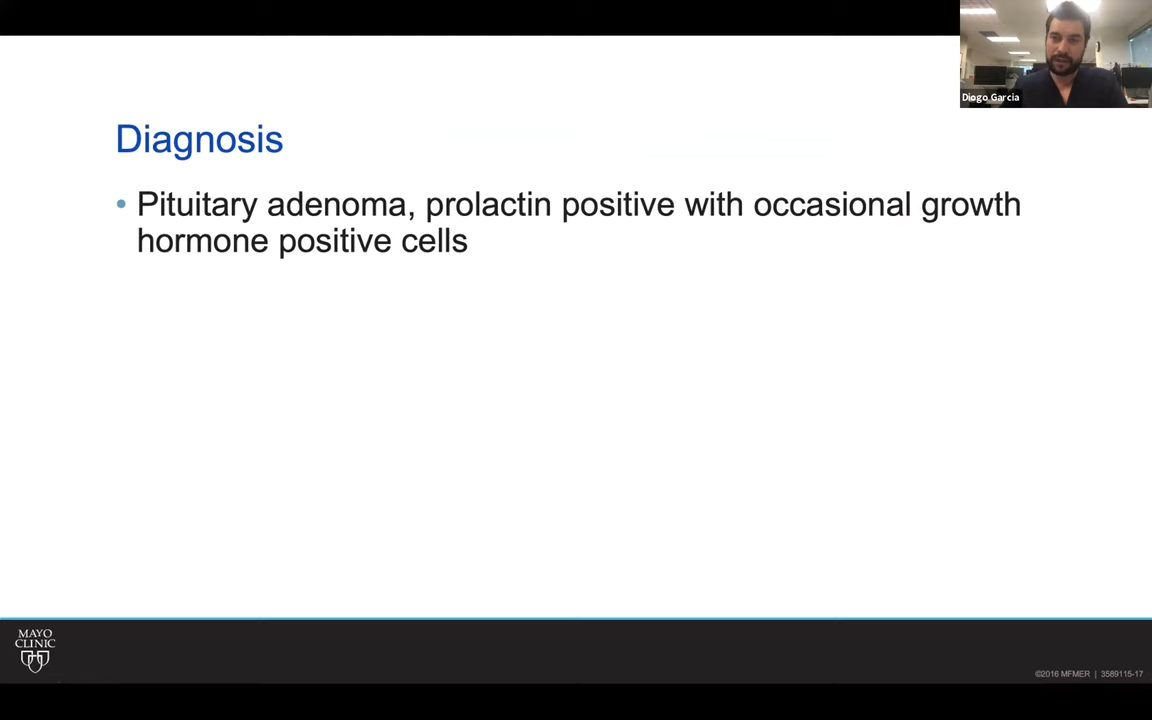 Diogo Garcia
Diagnosis
• Pituitary adenoma, prolactin positive with occasional growth
hormone positive cells
MAYO
CLINIC
©2016 MFMER | 3589115-17